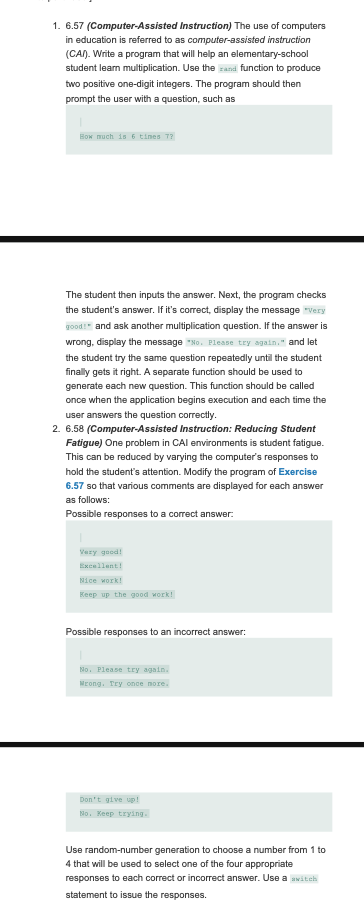 1. 6.57 (Computer-Assisted Instruction) The use of computers
in education is referred to as computer-assisted instruction
(CAI). Write a program that will help an elementary-school
student learn multiplication. Use the rand function to produce
two positive one-digit integers. The program should then
prompt the user with a question, such as
How much is 6 times 7?
The student then inputs the answer. Next, the program checks
the student's answer. If it's correct, display the message "Very
good!" and ask another multiplication question. If the answer is
wrong, display the message "No. Please try again." and let
the student try the same question repeatedly until the student
finally gets it right. A separate function should be used to
generate each new question. This function should be called
once when the application begins execution and each time the
user answers the question correctly.
2. 6.58 (Computer-Assisted Instruction: Reducing Student
Fatigue) One problem in CAI environments is student fatigue.
This can be reduced by varying the computer's responses to
hold the student's attention. Modify the program of Exercise
6.57 so that various comments are displayed for each answer
as follows:
Possible responses to a correct answer:
Very good!
Excellent!
Nice work!
Keep up the good work!
Possible responses to an incorrect answer:
No. Please try again.
Wrong. Try once more.
Don't give up!
No. Keep trying.
Use random-number generation to choose a number from 1 to
4 that will be used to select one of the four appropriate
responses to each correct or incorrect answer. Use a switch
statement to issue the responses.